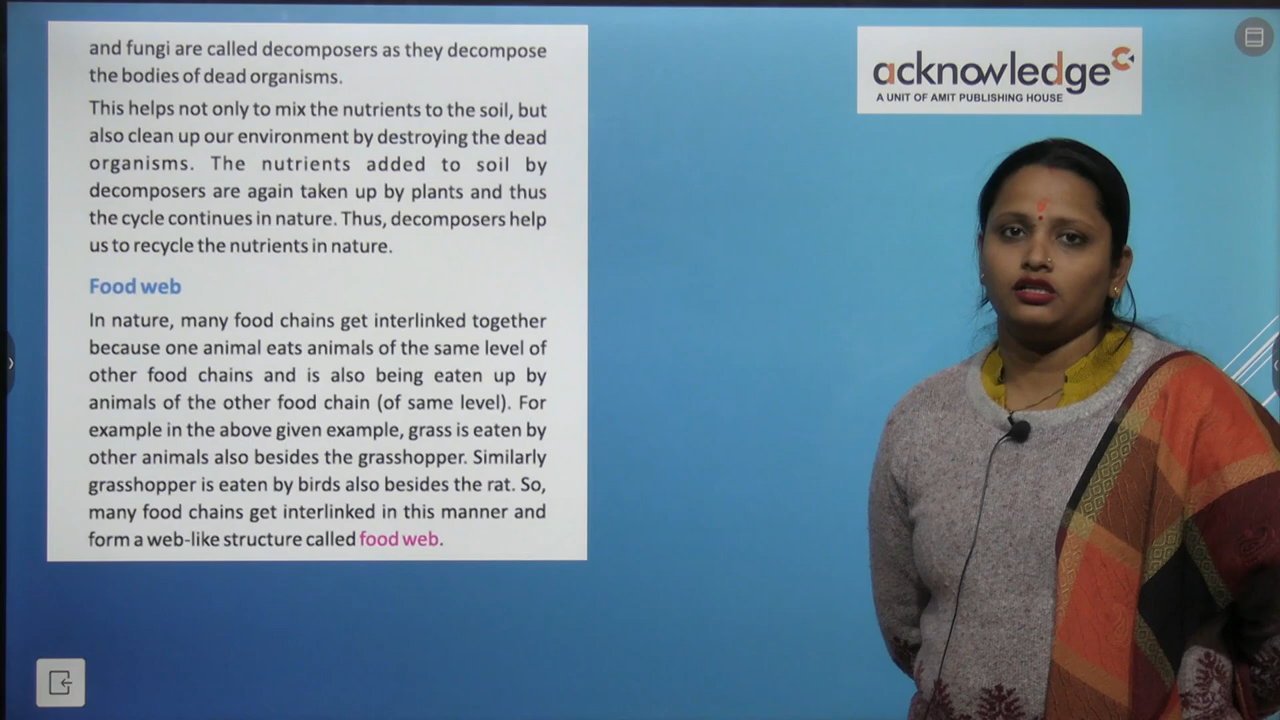 and fungi are called decomposers as they decompose
the bodies of dead organisms.
This helps not only to mix the nutrients to the soil, but
also clean up our environment by destroying the dead
organisms. The nutrients added to soil by
decomposers are again taken up by plants and thus
the cycle continues in nature. Thus, decomposers help
us to recycle the nutrients in nature.
Food web
In nature, many food chains get interlinked together
because one animal eats animals of the same level of
other food chains and is also being eaten up by
animals of the other food chain (of same level). For
example in the above given example, grass is eaten by
other animals also besides the grasshopper. Similarly
grasshopper is eaten by birds also besides the rat. So,
many food chains get interlinked in this manner and
form a web-like structure called food web.
acknowledge
A UNIT OF AMIT PUBLISHING HOUSE